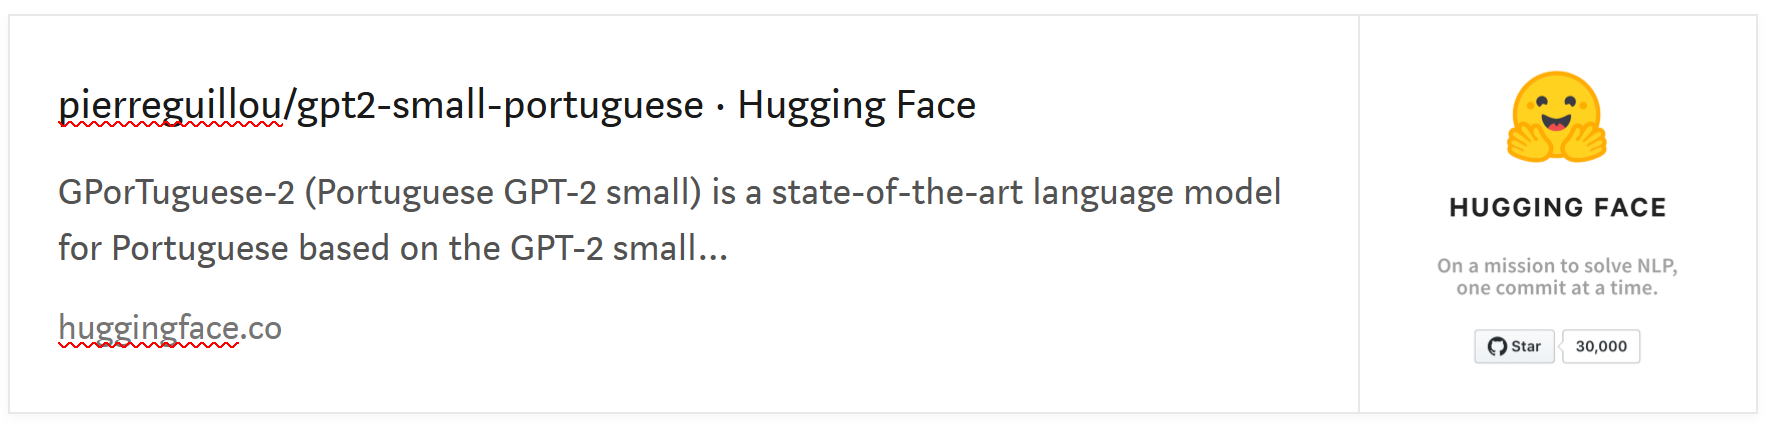 pierreguillou/gpt2-small-portuguese · Hugging Face
GPorTuguese-2 (Portuguese GPT-2 small) is a state-of-the-art language model
for Portuguese based on the GPT-2 small...
huggingface.co
HUGGING FACE
On a mission to solve NLP,
one commit at a time.
Star 30,000